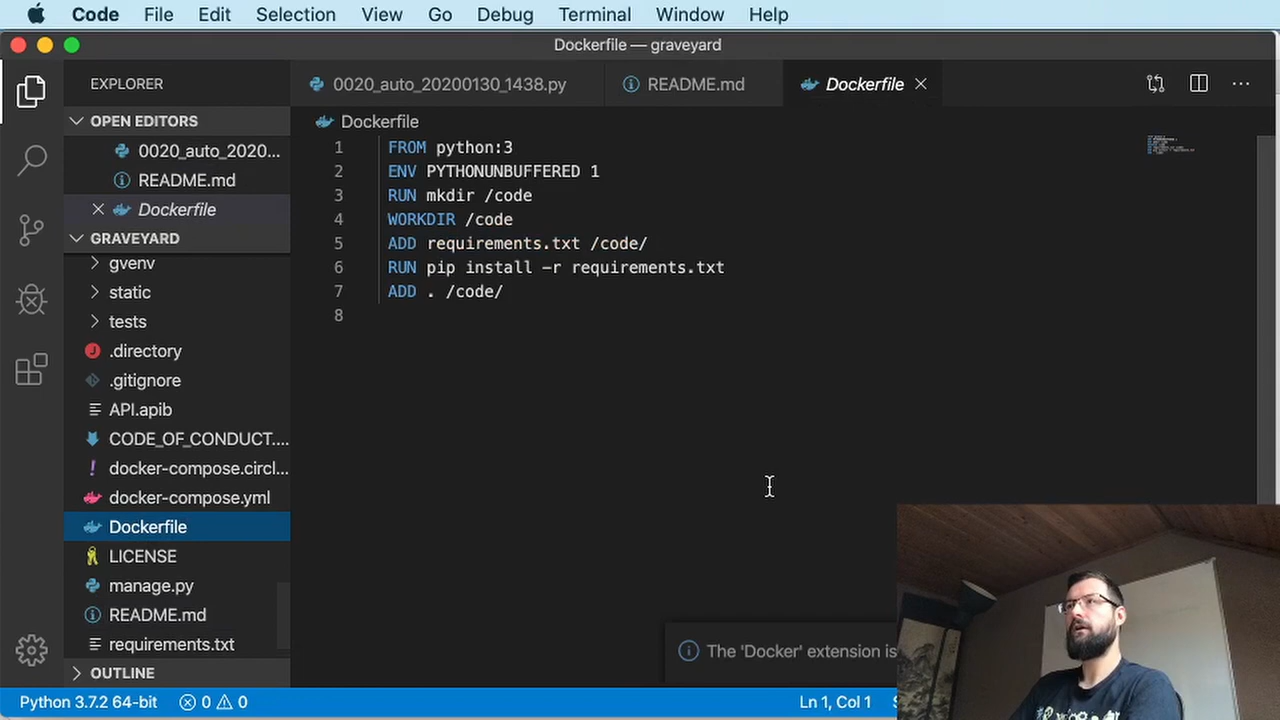 Code File Edit Selection View Go Debug Terminal Window Help
Dockerfile — graveyard
EXPLORER
OPEN EDITORS
0020_auto_2020...
README.md
Dockerfile
GRAVEYARD
gvenv
static
tests
.directory
.gitignore
API.apib
CODE_OF_CONDUCT....
docker-compose.circl...
docker-compose.yml
Dockerfile
LICENSE
manage.py
README.md
requirements.txt
OUTLINE
0020_auto_20200130_1438.py README.md Dockerfile
Dockerfile
1 FROM python:3
2 ENV PYTHONUNBUFFERED 1
3 RUN mkdir /code
4 WORKDIR /code
5 ADD requirements.txt /code/
6 RUN pip install -r requirements.txt
7 ADD . /code/
8
The 'Docker' extension is
Python 3.7.2 64-bit 0 0 Ln 1, Col 1